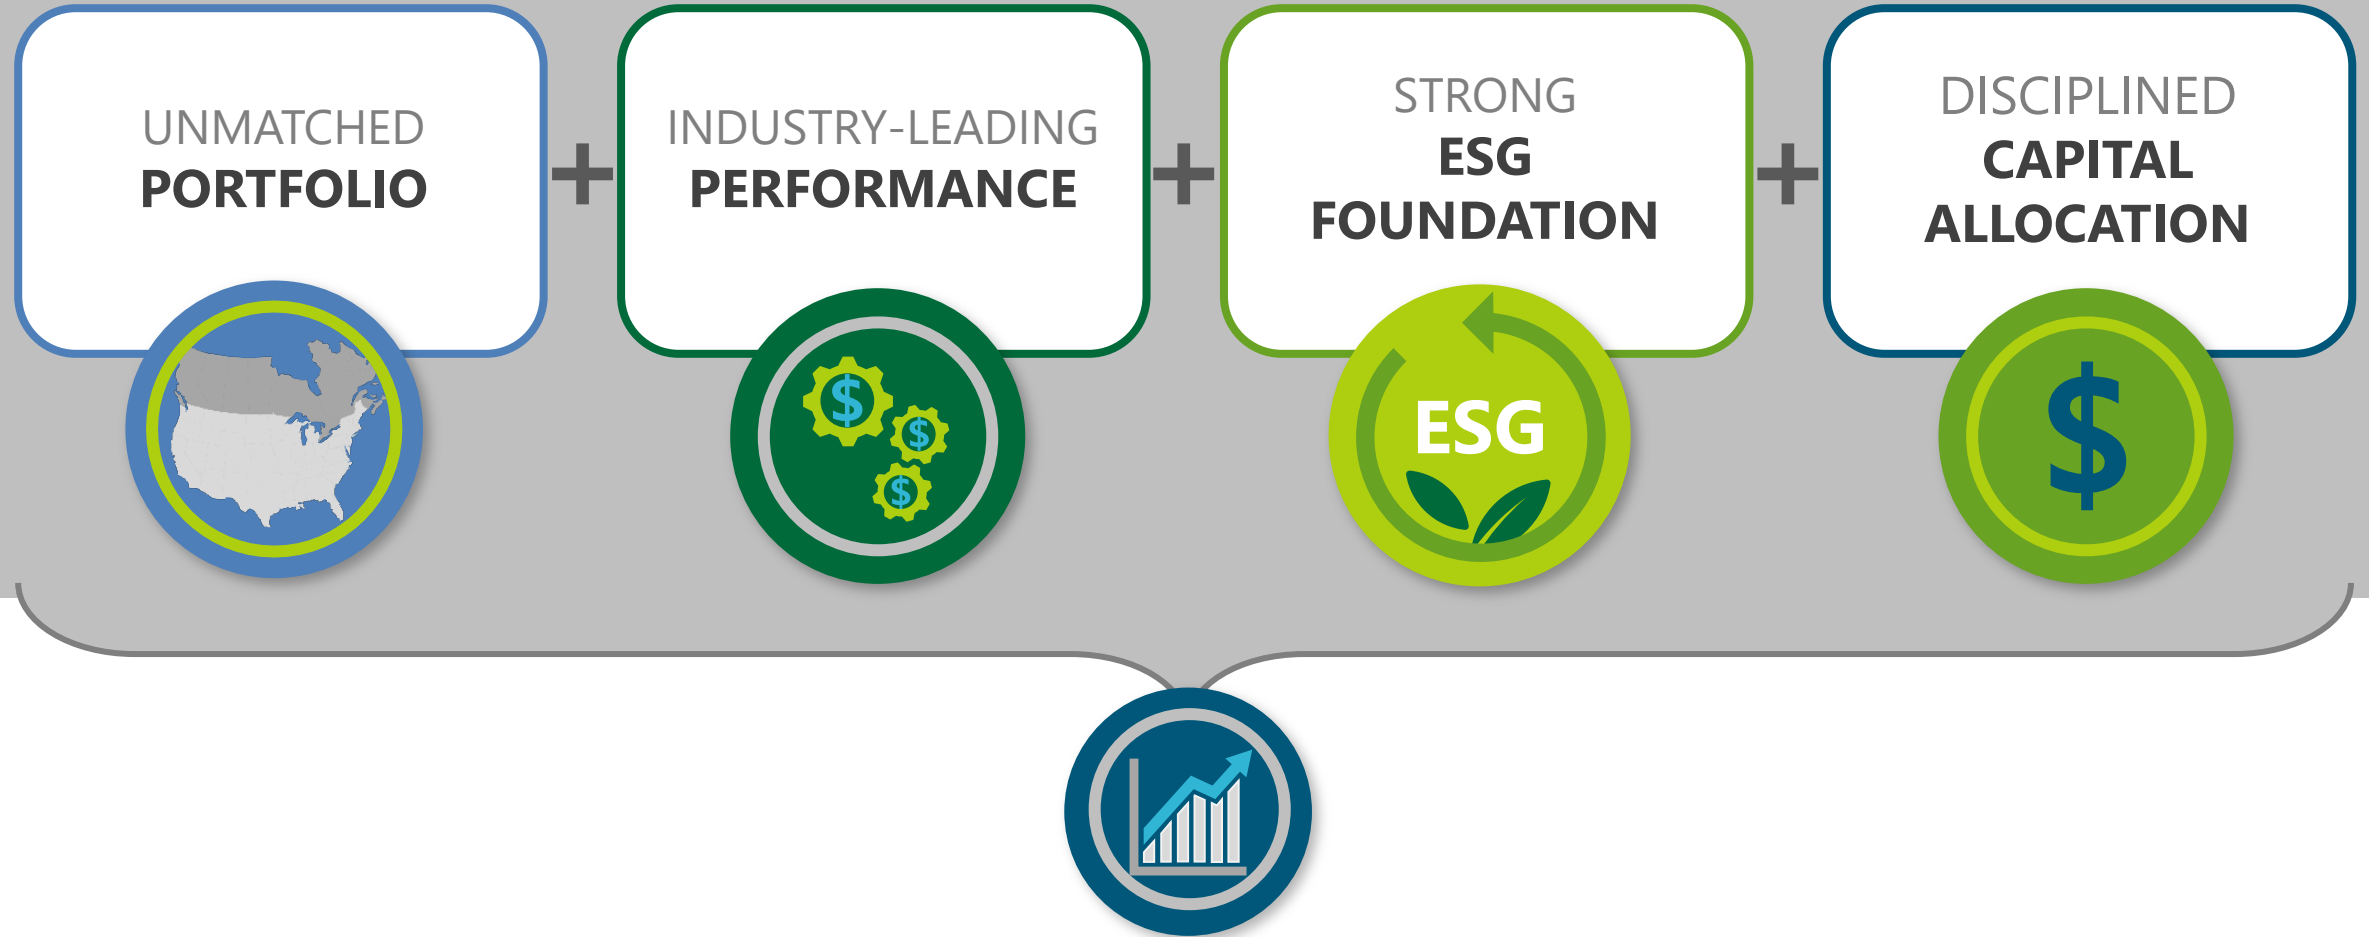 UNMATCHED
PORTFOLIO
+
INDUSTRY-LEADING
PERFORMANCE
+
STRONG
ESG
FOUNDATION
+
DISCIPLINED
CAPITAL
ALLOCATION
$
$
$
ESG
$